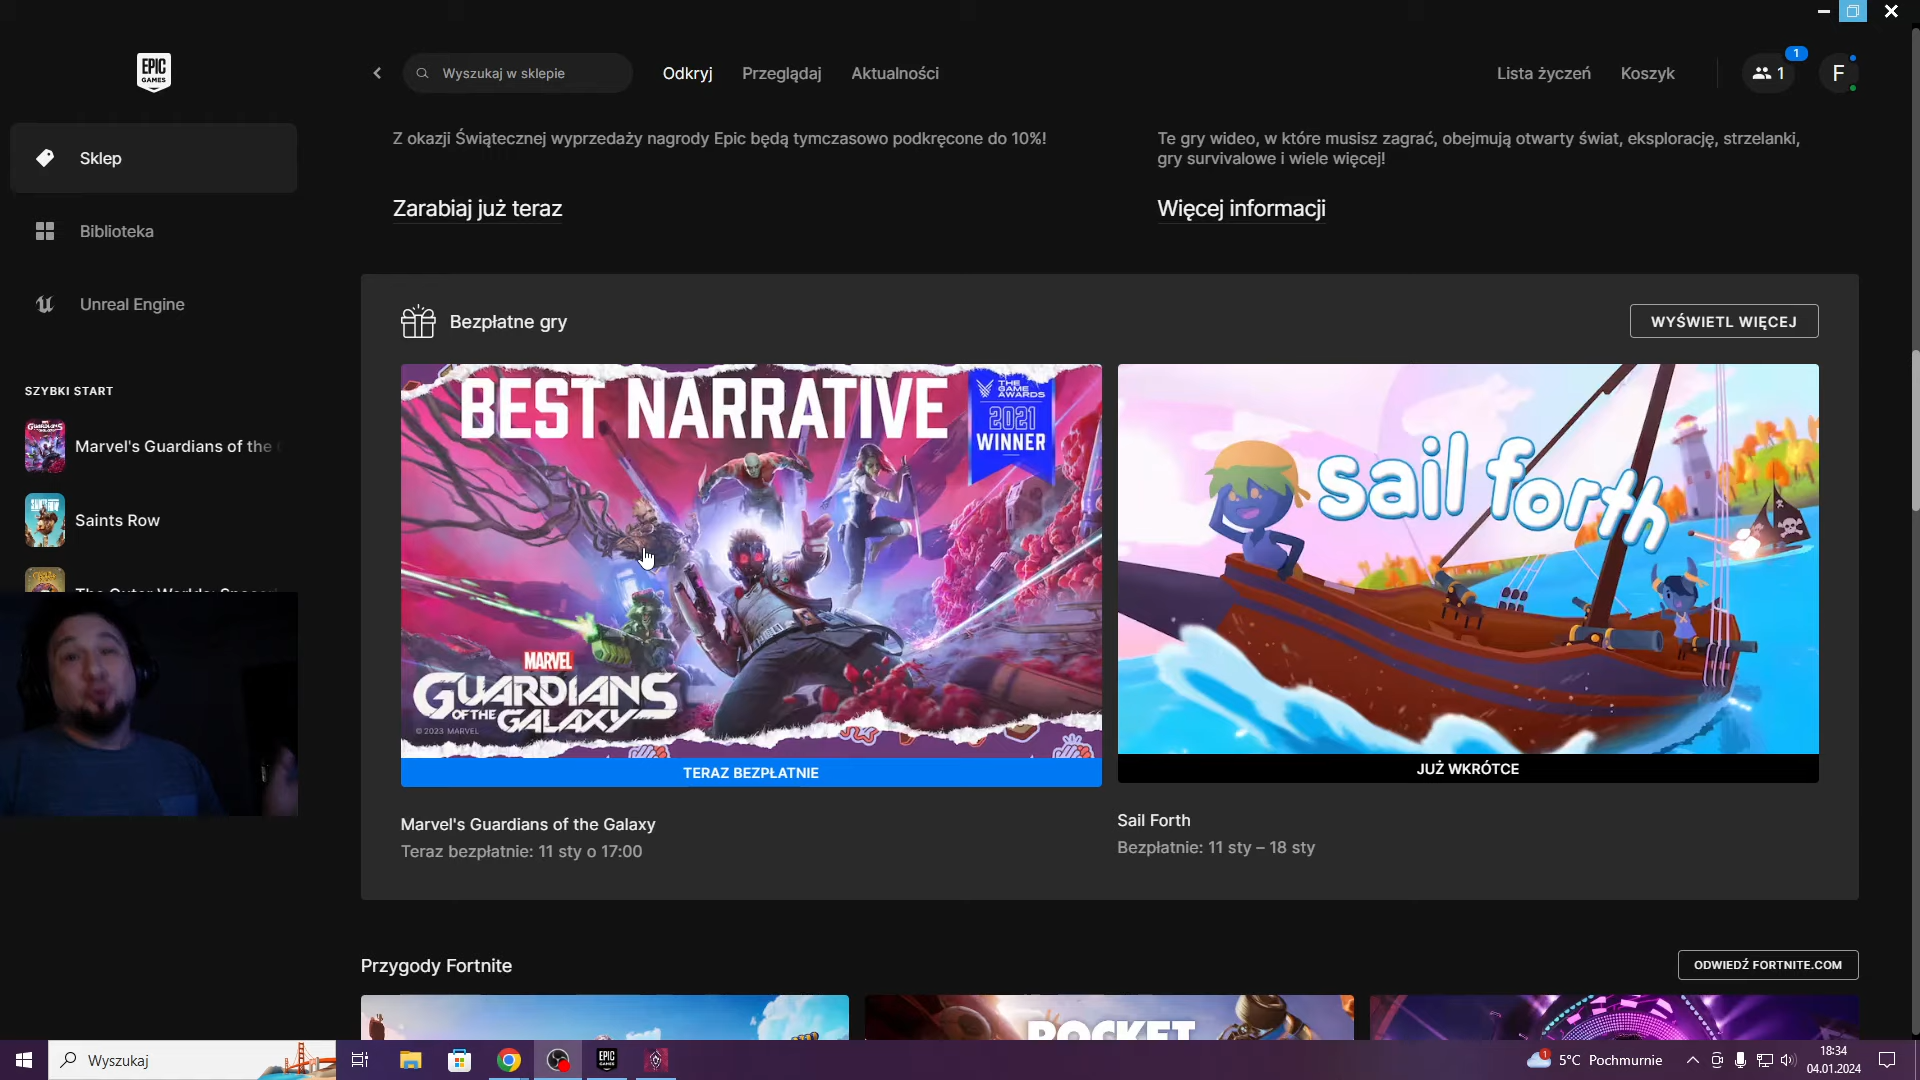 EPIC
GAMES
Wyszukaj w sklepie
Odkryj
Przeglądaj
Aktualności
Lista życzeń
Koszyk
1
1
F
Sklep
Biblioteka
Unreal Engine
SZYBKI START
Marvel's Guardians of the
Saints Row
Z okazji Świątecznej wyprzedaży nagrody Epic będą tymczasowo podkręcone do 10%!
Zarabiaj już teraz
Te gry wideo, w które musisz zagrać, obejmują otwarty świat, eksplorację, strzelanki,
gry survivalowe i wiele więcej!
Więcej informacji
Bezpłatne gry
WYŚWIETL WIĘCEJ
BEST NARRATIVE
THE
GAME
AWARDS
2021
WINNER
MARVEL
GUARDIANS
OF THE GALAXY
© 2023 MARVEL
TERAZ BEZPŁATNIE
Marvel's Guardians of the Galaxy
Teraz bezpłatnie: 11 sty o 17:00
sail forth
JUŻ WKRÓTCE
Sail Forth
Bezpłatnie: 11 sty – 18 sty
Przygody Fortnite
ODWIEDŹ FORTNITE.COM
ROCKET
Wyszukaj
EPIC
GAMES
1
5°C Pochmurnie
18:34
04.01.2024